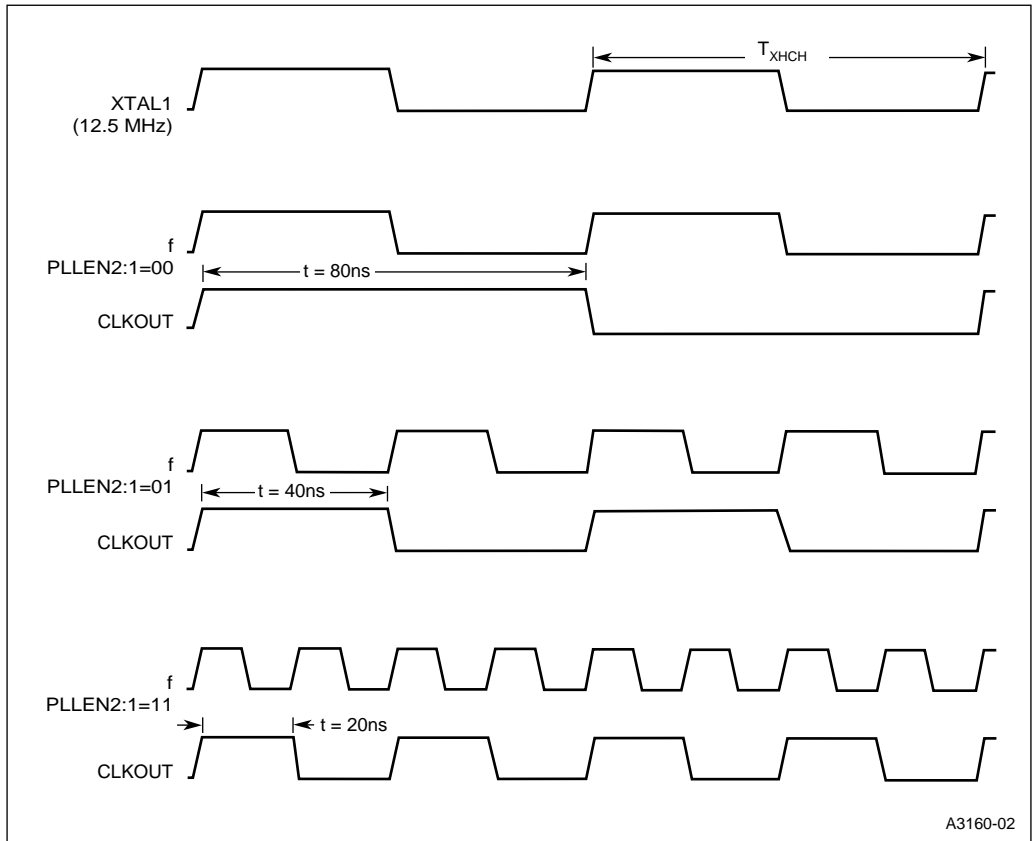 T_XHCH
XTAL1
(12.5 MHz)
f
PLLEN2:1=00
t = 80ns
CLKOUT
f
PLLEN2:1=01
t = 40ns
CLKOUT
f
PLLEN2:1=11
t = 20ns
CLKOUT
A3160-02